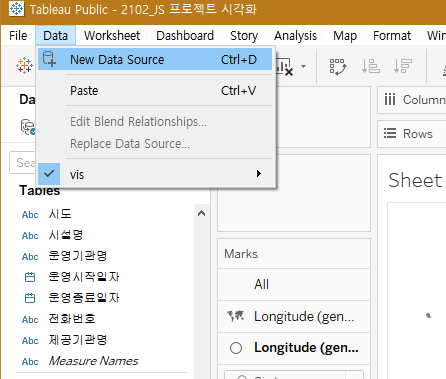 Tableau Public - 2102_JS 프로젝트 시각화
File Data Worksheet Dashboard Story Analysis Map Format
New Data Source Ctrl+D
Paste Ctrl+V
Edit Blend Relationships...
Replace Data Source...
vis
Tables
Abc 시도
Abc 시설명
Abc 운영기관명
운영시작일자
운영종료일자
Abc 전화번호
Abc 제공기관명
Abc Measure Names
Column
Rows
Sheet
Marks
All
Longitude (gen...
Longitude (gen...